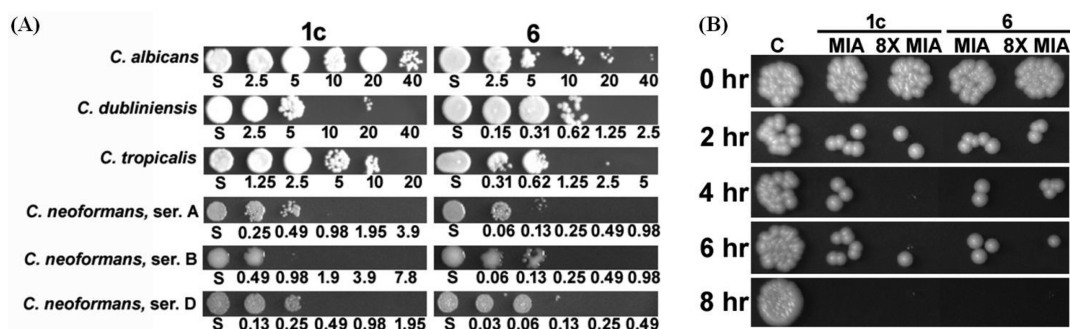 (A)
1c 6
C. albicans
S 2.5 5 10 20 40 S 2.5 5 10 20 40
C. dubliniensis
S 2.5 5 10 20 40 S 0.15 0.31 0.62 1.25 2.5
C. tropicalis
S 1.25 2.5 5 10 20 S 0.31 0.62 1.25 2.5 5
C. neoformans, ser. A
S 0.25 0.49 0.98 1.95 3.9 S 0.06 0.13 0.25 0.49 0.98
C. neoformans, ser. B
S 0.49 0.98 1.9 3.9 7.8 S 0.06 0.13 0.25 0.49 0.98
C. neoformans, ser. D
S 0.13 0.25 0.49 0.98 1.95 S 0.03 0.06 0.13 0.25 0.49
(B)
1c 6
C MIA 8X MIA MIA 8X MIA
0 hr
2 hr
4 hr
6 hr
8 hr